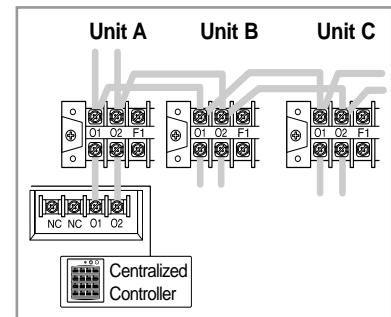 Unit A Unit B Unit C
O1 O2 F1 O1 O2 F1 O1 O2 F1
NC NC O1 O2
Centralized
Controller